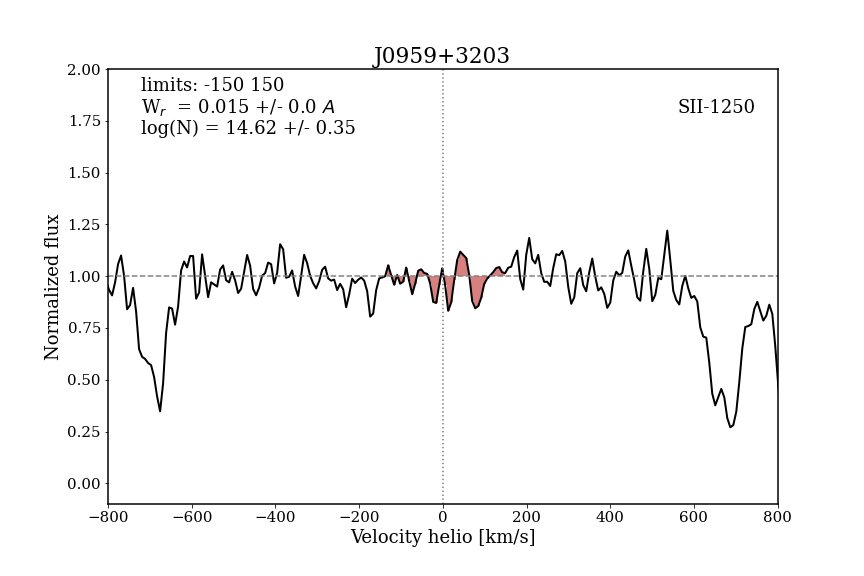 J0959+3203
limits: -150 150
Wr = 0.015 +/- 0.0 A
log(N) = 14.62 +/- 0.35
SII-1250
2.00
1.75
1.50
1.25
1.00
0.75
0.50
0.25
0.00
Normalized flux
−800 −600 −400 −200 0 200 400 600 800
Velocity helio [km/s]